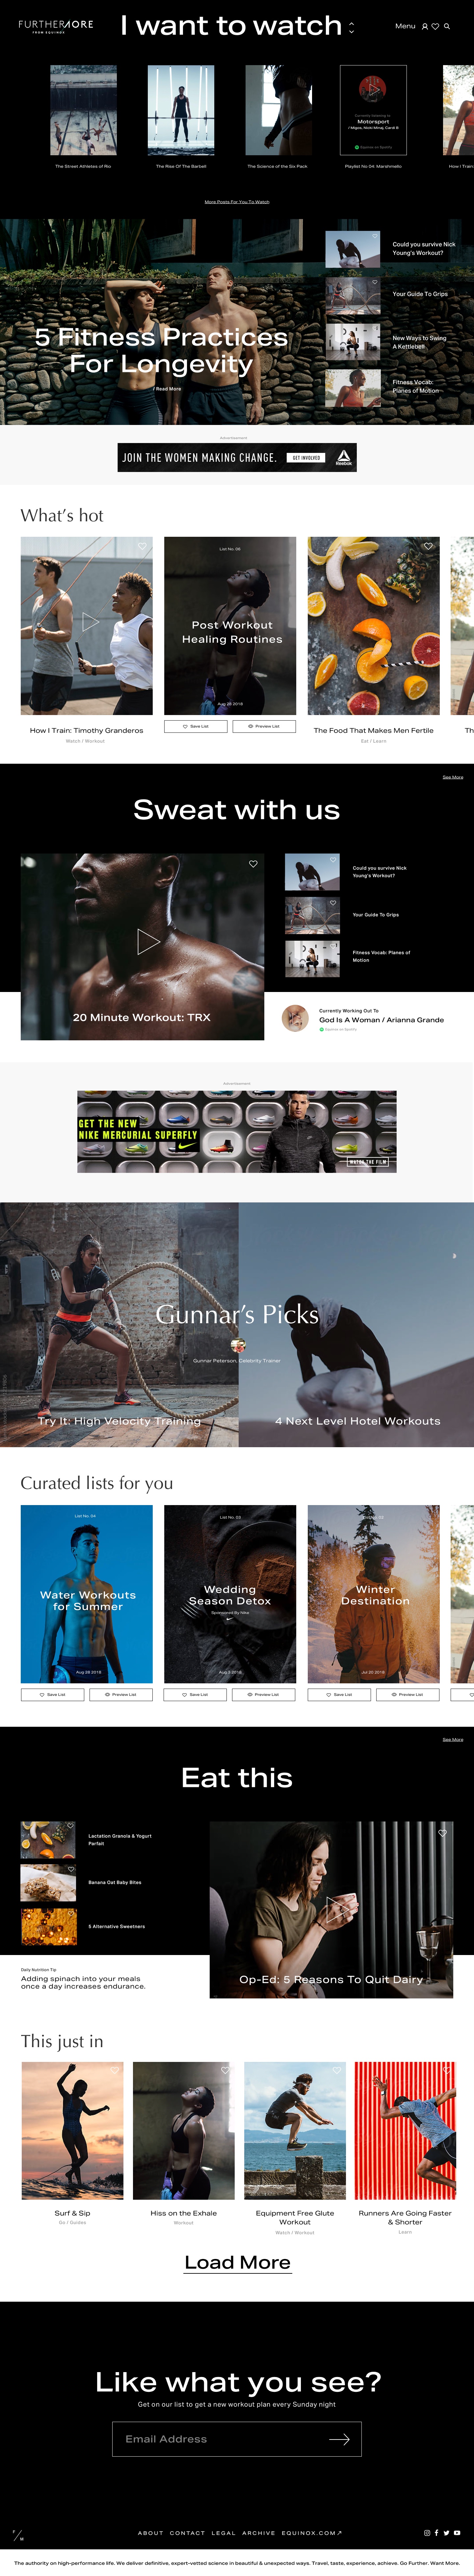 FURTHERMORE
FROM EQUINOX
I want to watch
Menu
Currently listening to
Motorsport
/ Migos, Nicki Minaj, Cardi B
Equinox on Spotify
The Street Athletes of Rio
The Rise Of The Barbell
The Science of the Six Pack
Playlist No 04: Marshmello
How I Train
More Posts For You To Watch
5 Fitness Practices
For Longevity
/ Read More
Could you survive Nick
Young's Workout?
Your Guide To Grips
New Ways to Swing
A Kettlebell
Fitness Vocab:
Planes of Motion
Advertisement
JOIN THE WOMEN MAKING CHANGE.
GET INVOLVED
Reebok
What's hot
List No. 06
Post Workout
Healing Routines
Aug 28 2018
Save List
Preview List
How I Train: Timothy Granderos
Watch / Workout
The Food That Makes Men Fertile
Eat / Learn
Th
See More
Sweat with us
20 Minute Workout: TRX
Could you survive Nick
Young's Workout?
Your Guide To Grips
Fitness Vocab: Planes of
Motion
Currently Working Out To
God Is A Woman / Arianna Grande
Equinox on Spotify
Advertisement
GET THE NEW
NIKE MERCURIAL SUPERFLY
WATCH THE FILM
Gunnar's Picks
Gunnar Peterson, Celebrity Trainer
Try It: High Velocity Training
4 Next Level Hotel Workouts
Curated lists for you
List No. 04
Water Workouts
for Summer
Aug 28 2018
Save List
Preview List
List No. 03
Wedding
Season Detox
Sponsored By Nike
Aug 3 2018
Save List
Preview List
Winter
Destination
Jul 20 2018
Save List
Preview List
See More
Eat this
Lactation Granola & Yogurt
Parfait
Banana Oat Baby Bites
5 Alternative Sweetners
Daily Nutrition Tip
Adding spinach into your meals
once a day increases endurance.
Op-Ed: 5 Reasons To Quit Dairy
This just in
Surf & Sip
Go / Guides
Hiss on the Exhale
Workout
Equipment Free Glute
Workout
Watch / Workout
Runners Are Going Faster
& Shorter
Learn
Load More
Like what you see?
Get on our list to get a new workout plan every Sunday night
Email Address
F / M
ABOUT CONTACT LEGAL ARCHIVE EQUINOX.COM
The authority on high-performance life. We deliver definitive, expert-vetted science in beautiful & unexpected ways. Travel, taste, experience, achieve. Go Further. Want More.